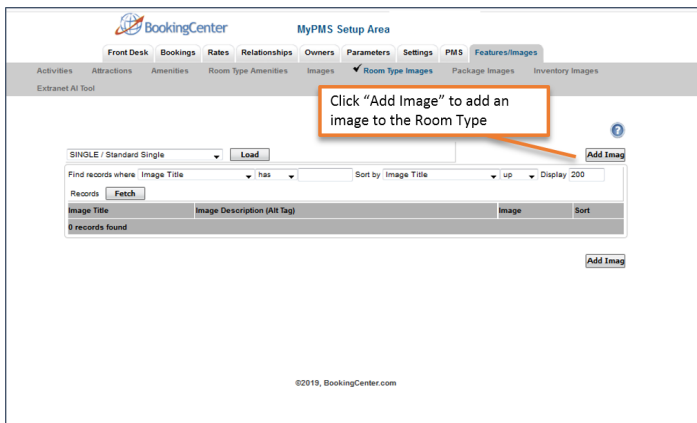 BookingCenter
MyPMS Setup Area
Front Desk Bookings Rates Relationships Owners Parameters Settings PMS Features/Images
Activities Attractions Amenities Room Type Amenities Images ✓ Room Type Images Package Images Inventory Images
Extranet AI Tool
Click “Add Image” to add an
image to the Room Type
?
SINGLE / Standard Single Load Add Imag
Find records where Image Title has Sort by Image Title up Display 200
Records Fetch
Image Title Image Description (Alt Tag) Image Sort
0 records found
Add Imag
©2019, BookingCenter.com